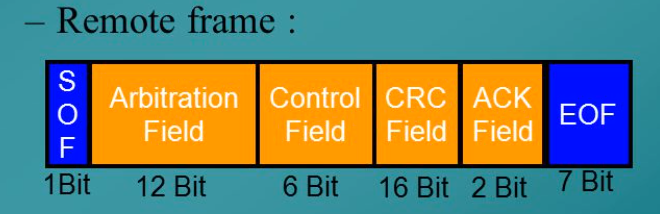 – Remote frame :
S
O
F
Arbitration
Field
Control
Field
CRC
Field
ACK
Field
EOF
1Bit
12 Bit
6 Bit
16 Bit
2 Bit
7 Bit